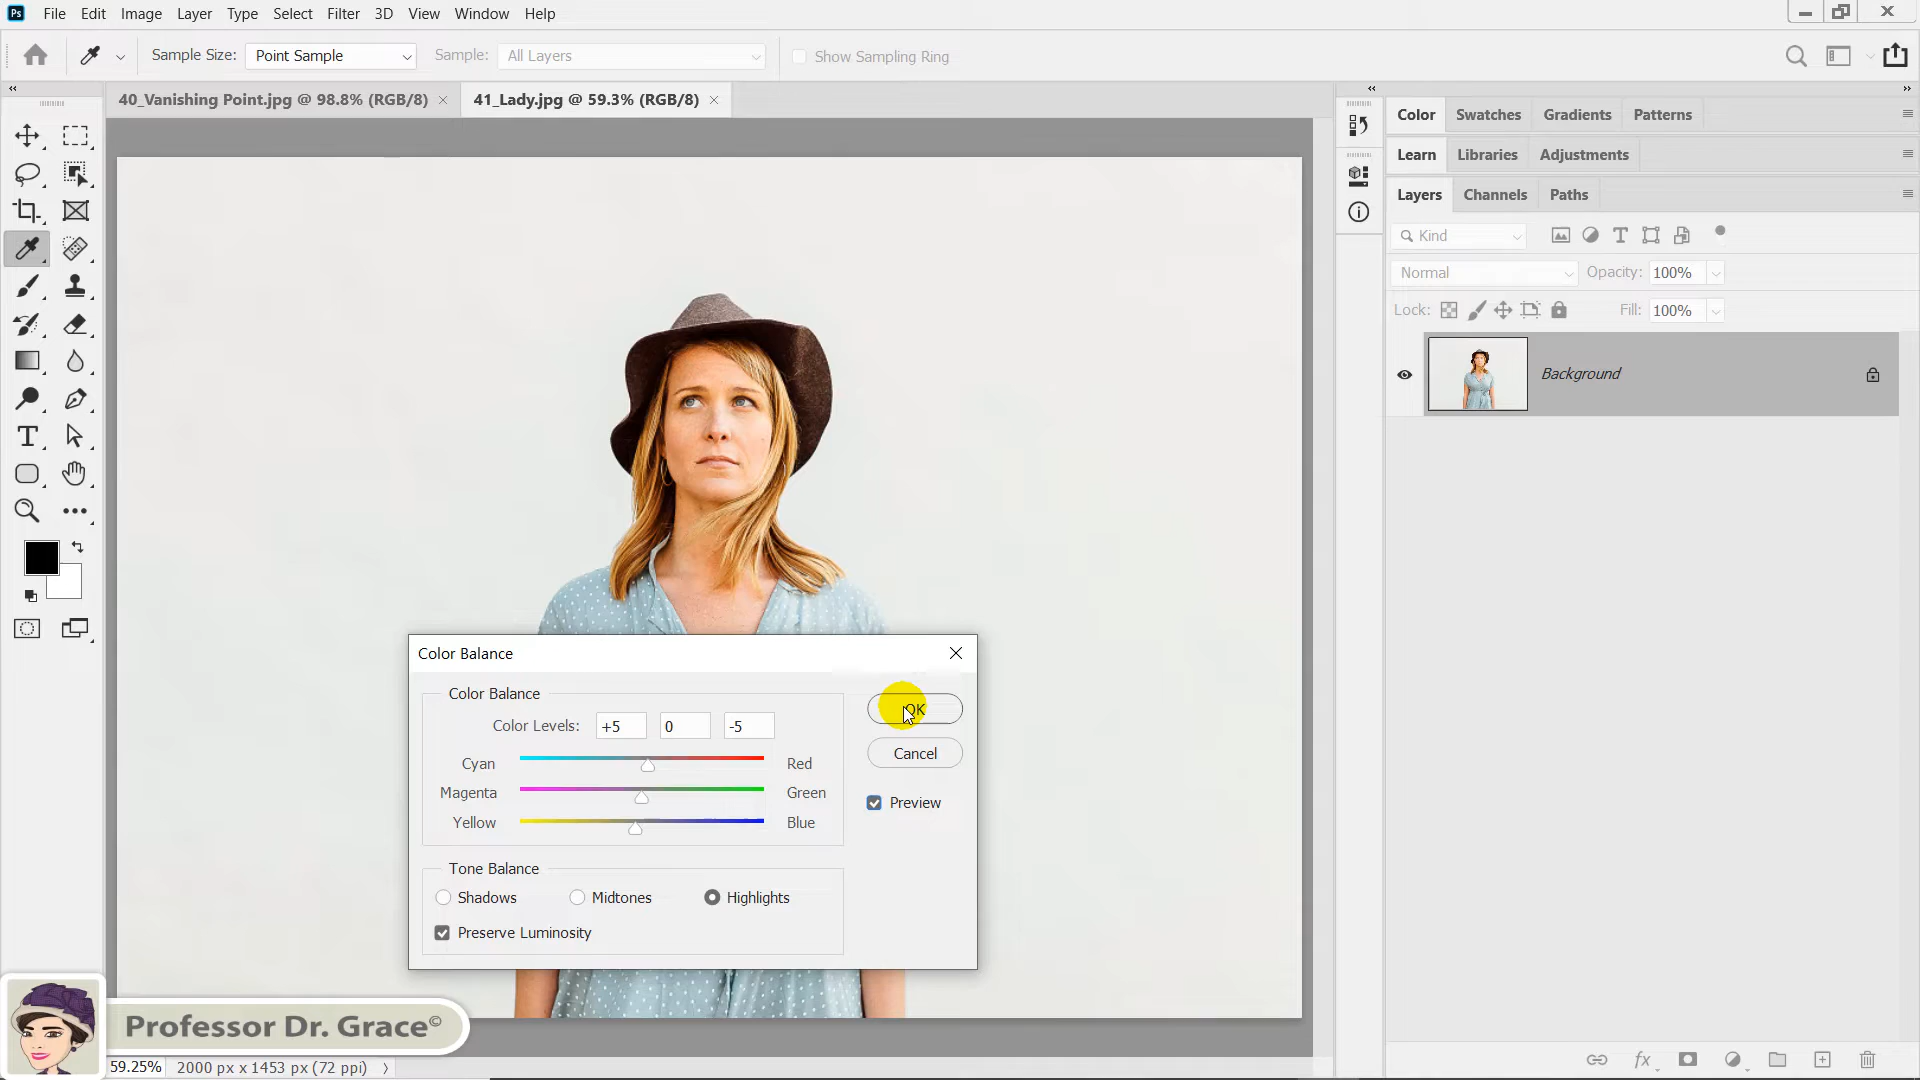 Ps File Edit Image Layer Type Select Filter 3D View Window Help
Sample Size: Point Sample Sample: All Layers Show Sampling Ring
40_Vanishing Point.jpg @ 98.8% (RGB/8) 41_Lady.jpg @ 59.3% (RGB/8)
Color Swatches Gradients Patterns
Learn Libraries Adjustments
Layers Channels Paths
Kind
Normal Opacity: 100%
Lock: Fill: 100%
Background
Color Balance
Color Balance
Color Levels: +5 0 -5
Cyan Red
Magenta Green
Yellow Blue
OK
Cancel
Preview
Tone Balance
Shadows Midtones Highlights
Preserve Luminosity
Professor Dr. Grace©
59.25% 2000 px x 1453 px (72 ppi)